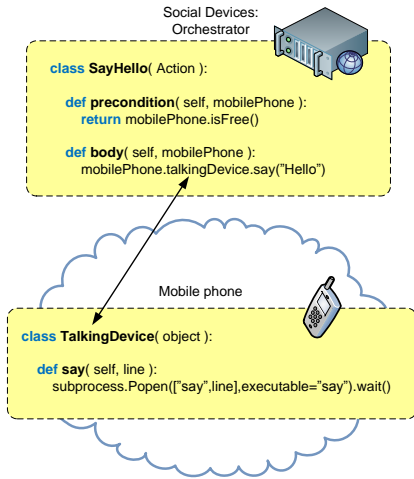 Social Devices:
Orchestrator
class SayHello( Action ):
def precondition( self, mobilePhone ):
return mobilePhone.isFree()
def body( self, mobilePhone ):
mobilePhone.talkingDevice.say(”Hello”)
Mobile phone
class TalkingDevice( object ):
def say( self, line ):
subprocess.Popen([”say”,line],executable=”say”).wait()